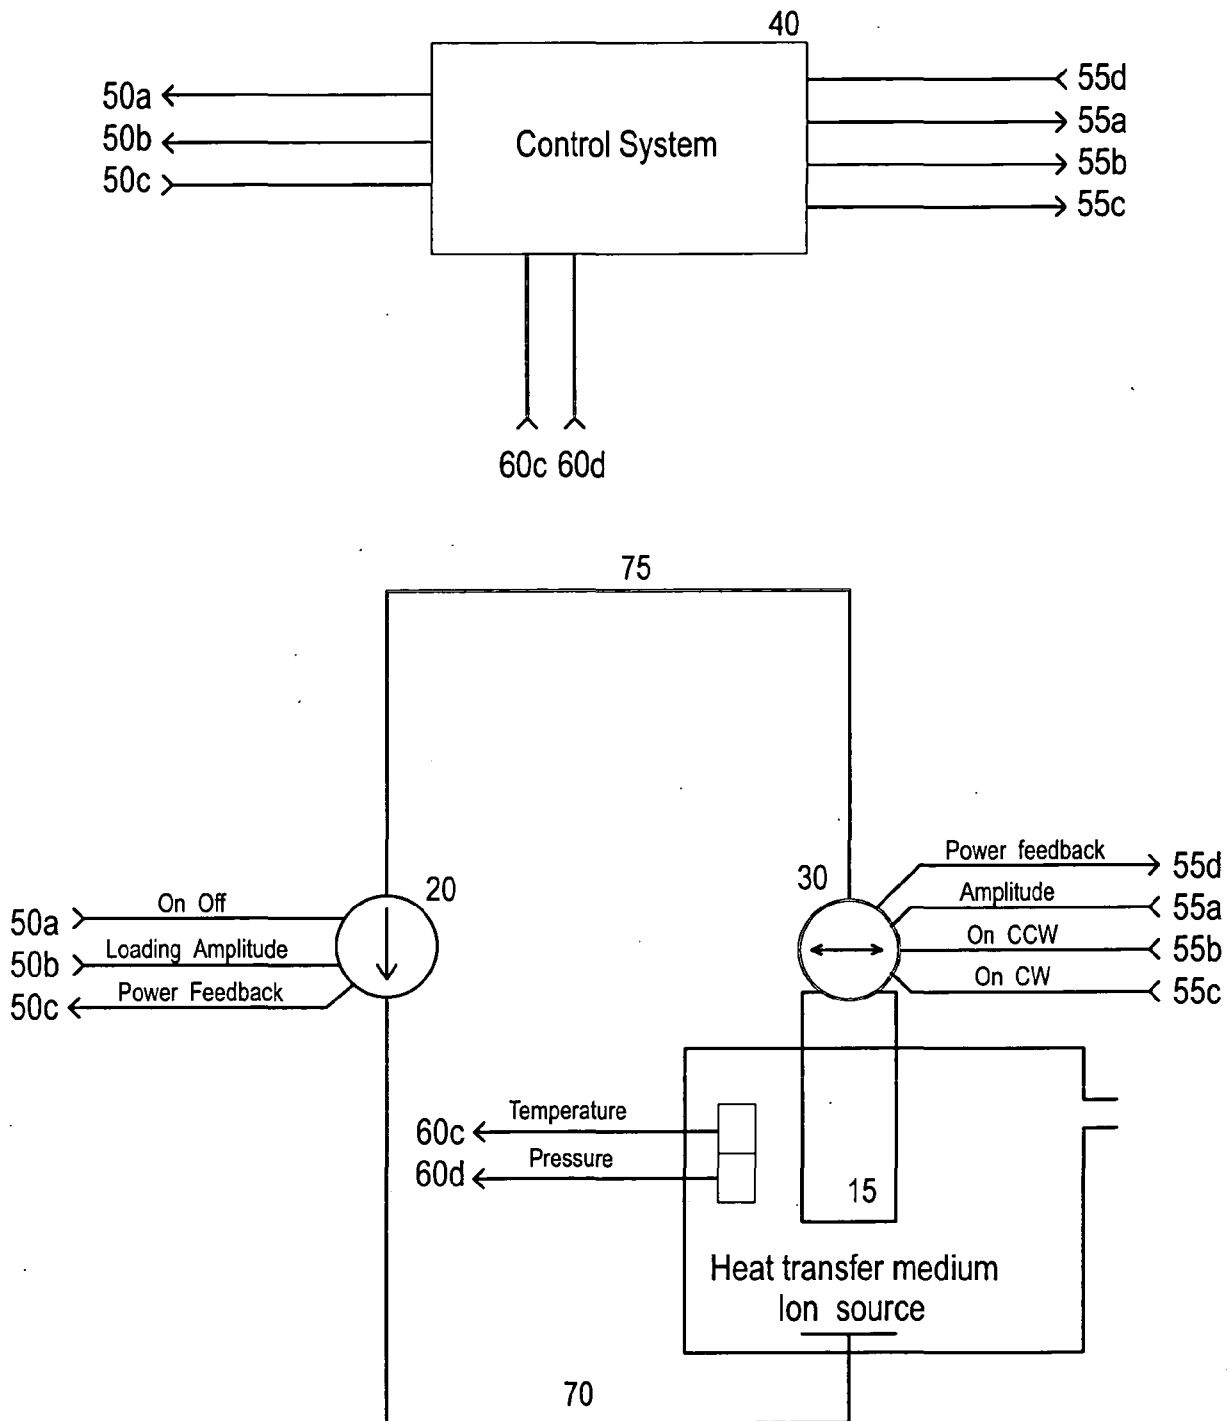 40
50a
50b
50c
Control System
55d
55a
55b
55c
60c 60d
75
20
50a On Off
50b Loading Amplitude
50c Power Feedback
30
Power feedback 55d
Amplitude 55a
On CCW 55b
On CW 55c
60c Temperature
60d Pressure
15
Heat transfer medium
Ion source
70